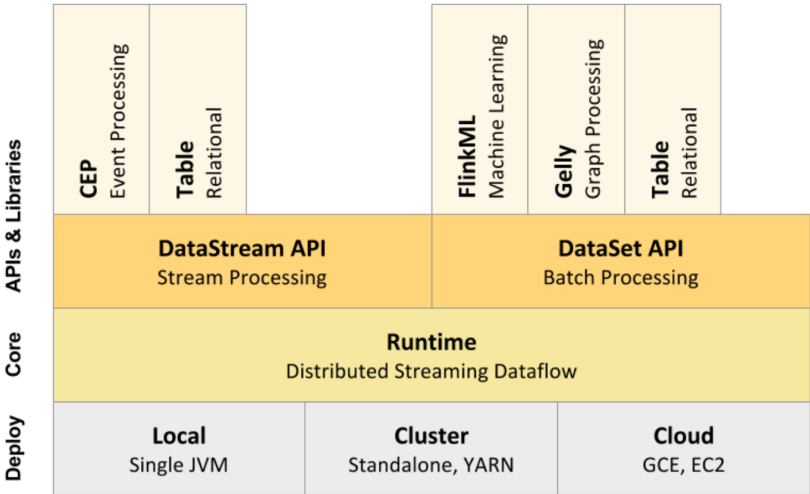 APIs & Libraries
CEP
Event Processing
Table
Relational
FlinkML
Machine Learning
Gelly
Graph Processing
Table
Relational
DataStream API
Stream Processing
DataSet API
Batch Processing
Core
Runtime
Distributed Streaming Dataflow
Deploy
Local
Single JVM
Cluster
Standalone, YARN
Cloud
GCE, EC2